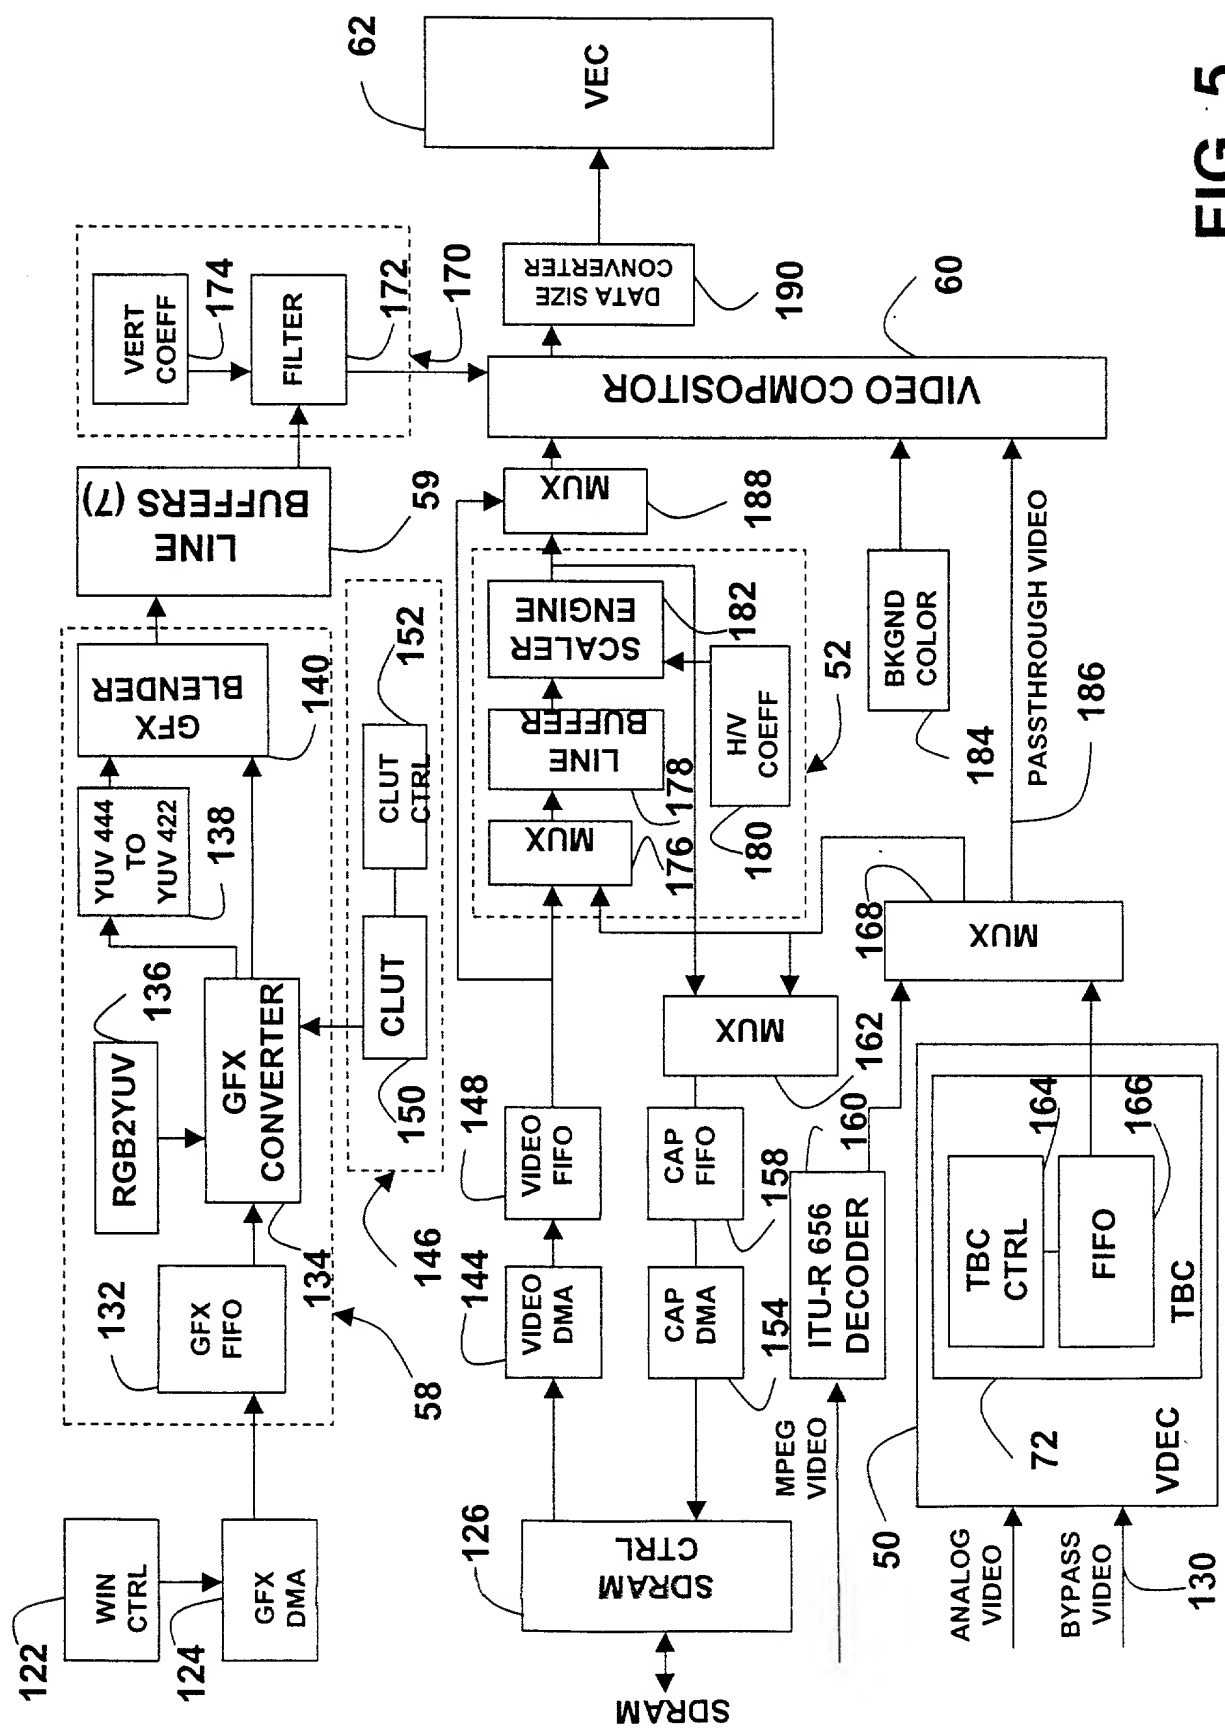 122
WIN
CTRL
124
GFX
DMA
132
GFX
FIFO
134
RGB2YUV
136
GFX
CONVERTER
YUV 444
TO
YUV 422
138
GFX
BLENDER
140
58
LINE
BUFFERS (7)
59
VERT
COEFF
174
FILTER
172
170
146
CLUT
150
CLUT
CTRL
152
SDRAM
SDRAM
CTRL
126
VIDEO
DMA
144
VIDEO
FIFO
148
MUX
176
LINE
BUFFER
178
SCALER
ENGINE
182
H/V
COEFF
180
52
MUX
188
VIDEO COMPOSITOR
60
DATA SIZE
CONVERTER
190
VEC
62
CAP
DMA
154
CAP
FIFO
158
MUX
162
MPEG
VIDEO
ITU-R 656
DECODER
160
MUX
168
BKGND
COLOR
184
PASSTHROUGH VIDEO
186
ANALOG
VIDEO
BYPASS
VIDEO
130
50
VDEC
72
TBC
CTRL
164
FIFO
166
TBC
FIG. 5